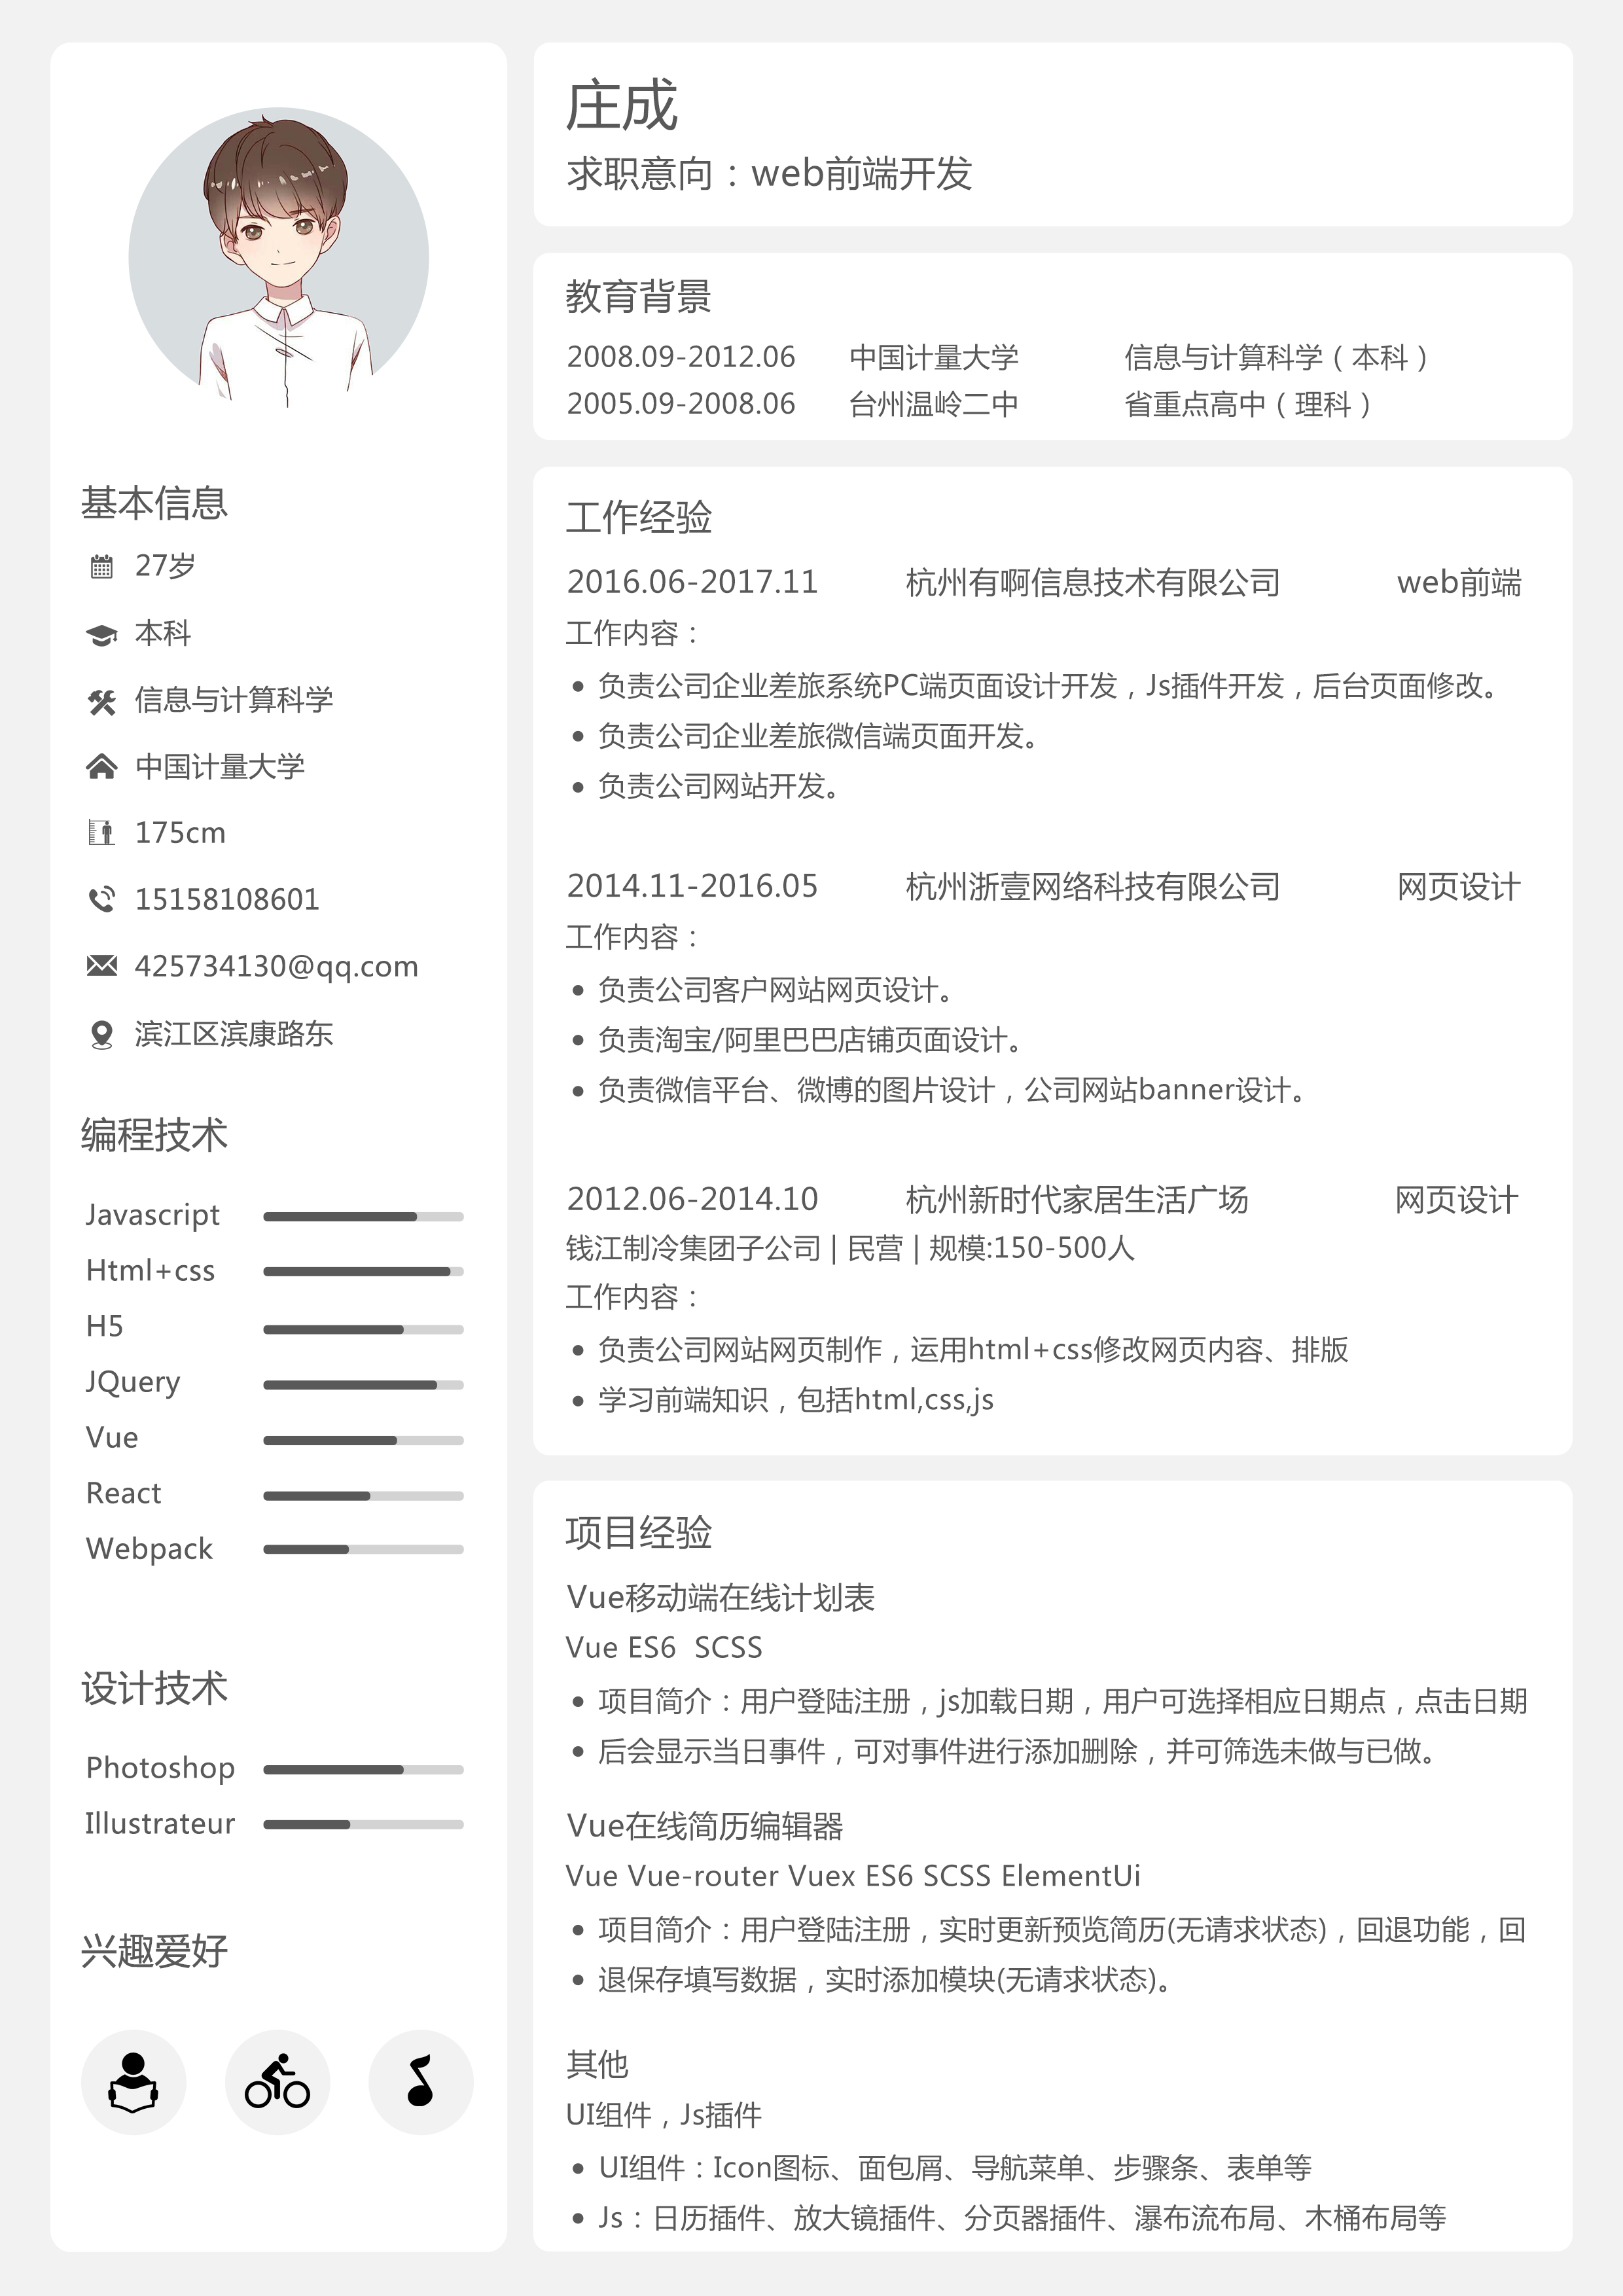 庄成
求职意向：web前端开发
基本信息
27岁
本科
信息与计算科学
中国计量大学
175cm
15158108601
425734130@qq.com
滨江区滨康路东
编程技术
Javascript
Html+css
H5
JQuery
Vue
React
Webpack
设计技术
Photoshop
Illustrateur
兴趣爱好
教育背景
2008.09-2012.06 中国计量大学 信息与计算科学（本科）
2005.09-2008.06 台州温岭二中 省重点高中（理科）
工作经验
2016.06-2017.11 杭州有啊信息技术有限公司 web前端
工作内容：
• 负责公司企业差旅系统PC端页面设计开发，Js插件开发，后台页面修改。
• 负责公司企业差旅微信端页面开发。
• 负责公司网站开发。
2014.11-2016.05 杭州浙壹网络科技有限公司 网页设计
工作内容：
• 负责公司客户网站网页设计。
• 负责淘宝/阿里巴巴店铺页面设计。
• 负责微信平台、微博的图片设计，公司网站banner设计。
2012.06-2014.10 杭州新时代家居生活广场 网页设计
钱江制冷集团子公司 | 民营 | 规模:150-500人
工作内容：
• 负责公司网站网页制作，运用html+css修改网页内容、排版
• 学习前端知识，包括html,css,js
项目经验
Vue移动端在线计划表
Vue ES6 SCSS
• 项目简介：用户登陆注册，js加载日期，用户可选择相应日期点，点击日期
• 后会显示当日事件，可对事件进行添加删除，并可筛选未做与已做。
Vue在线简历编辑器
Vue Vue-router Vuex ES6 SCSS ElementUi
• 项目简介：用户登陆注册，实时更新预览简历(无请求状态)，回退功能，回
• 退保存填写数据，实时添加模块(无请求状态)。
其他
UI组件，Js插件
• UI组件：Icon图标、面包屑、导航菜单、步骤条、表单等
• Js：日历插件、放大镜插件、分页器插件、瀑布流布局、木桶布局等